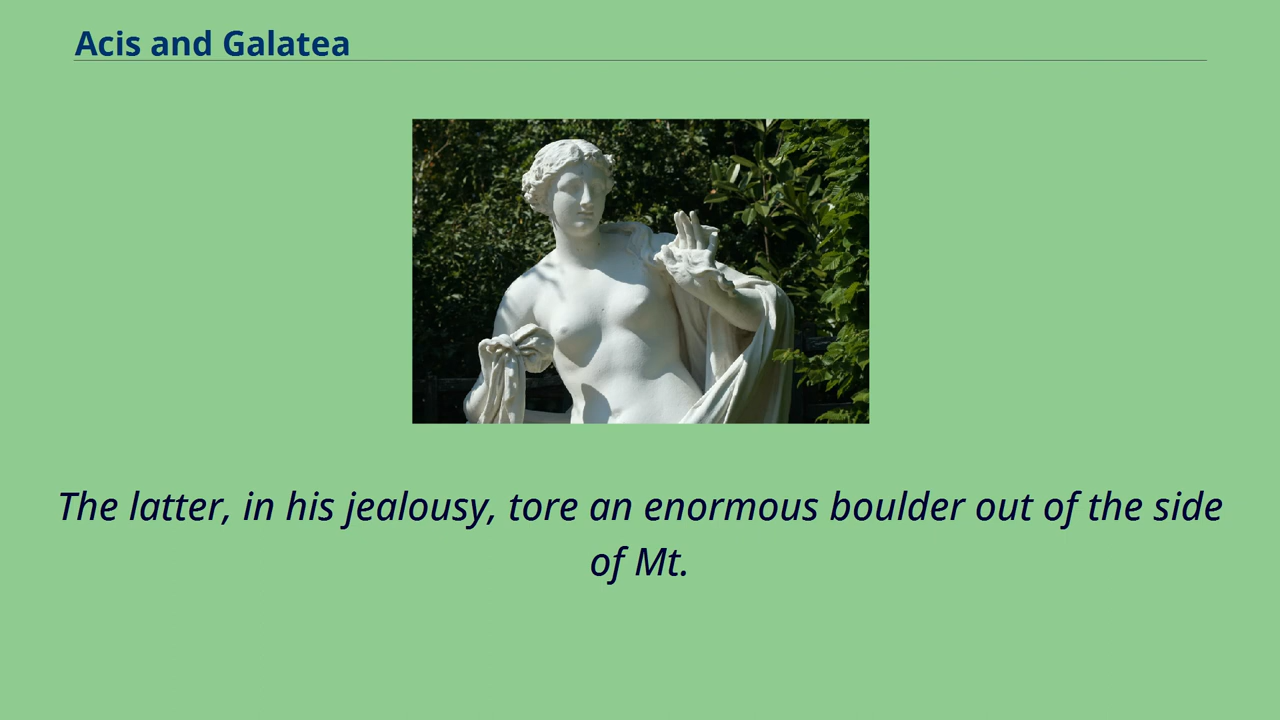 Acis and Galatea
The latter, in his jealousy, tore an enormous boulder out of the side
of Mt.